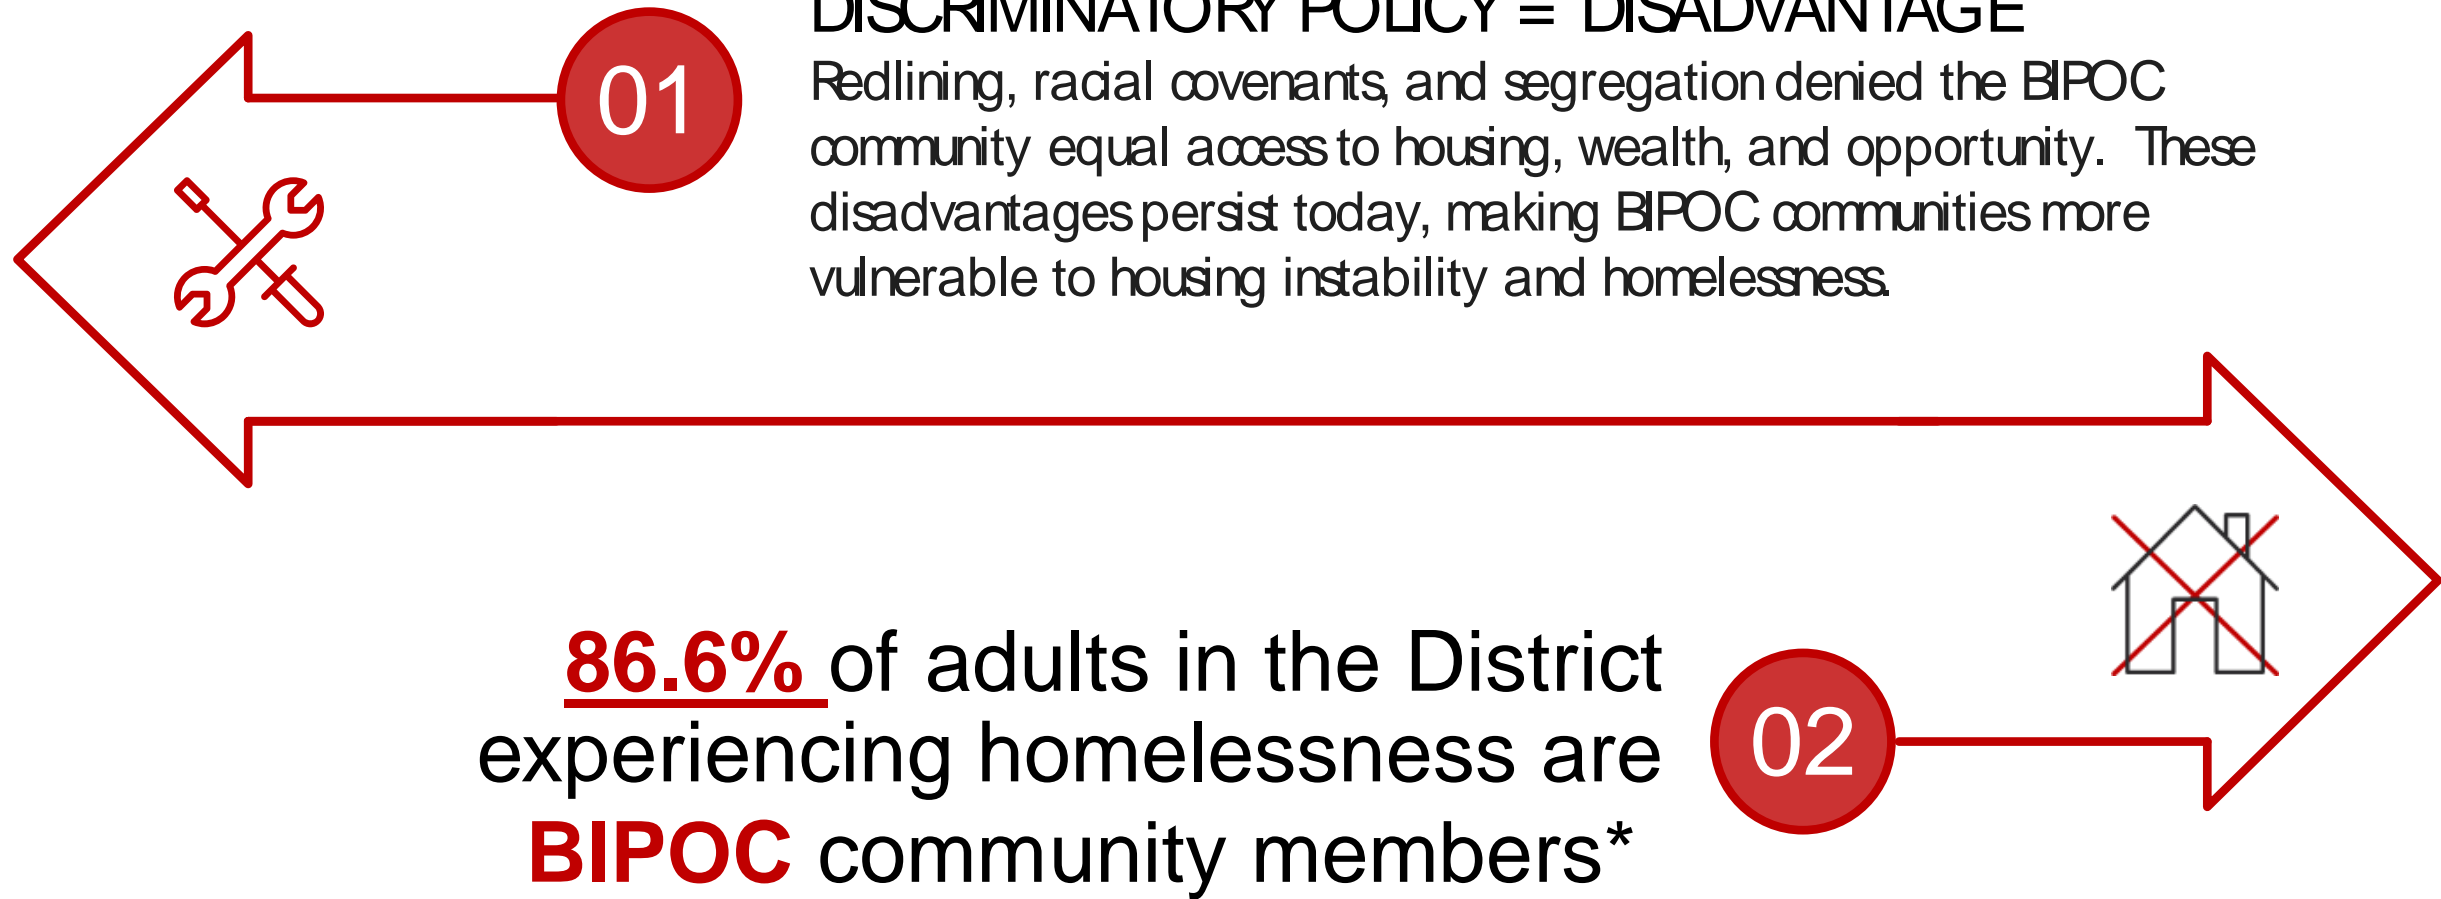 DISCRIMINATORY POLICY = DISADVANTAGE
01
Redlining, racial covenants, and segregation denied the BIPOC
community equal access to housing, wealth, and opportunity. These
disadvantages persist today, making BIPOC communities more
vulnerable to housing instability and homelessness.
86.6% of adults in the District
experiencing homelessness are
BIPOC community members*
02